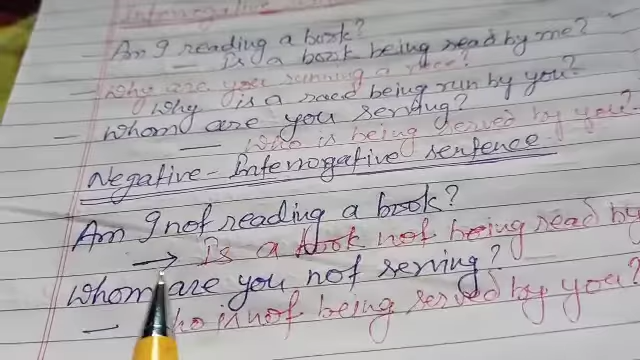 Interrogative
- Am I reading a book?
- Is a book being read by me?
- Why are you running a race?
Why is a race being run by you?
- Whom are you serving?
- Who is being served by you?
Negative - Interrogative sentence
Am I not reading a book?
→ Is a book not being read by
Whom are you not serving?
- ho is not being served by you?